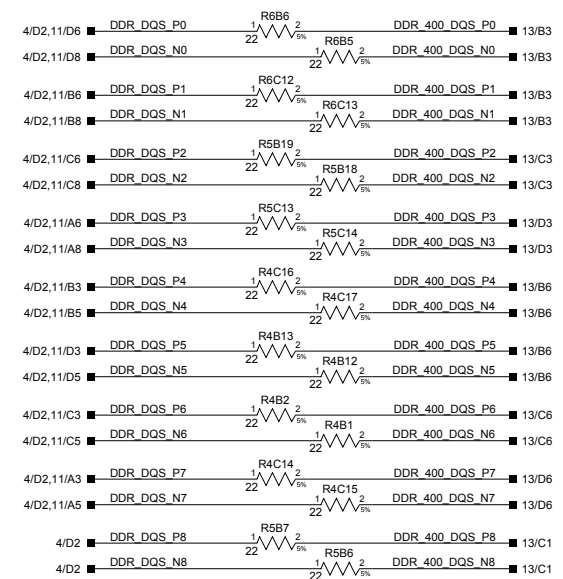 R6B6
4/D2,11/D6 DDR_DQS_P0 1 2 DDR_400_DQS_P0 13/B3
22 5% R6B5
4/D2,11/D8 DDR_DQS_N0 1 2 DDR_400_DQS_N0 13/B3
22 5%
R6C12
4/D2,11/B6 DDR_DQS_P1 1 2 DDR_400_DQS_P1 13/B3
22 5% R6C13
4/D2,11/B8 DDR_DQS_N1 1 2 DDR_400_DQS_N1 13/B3
22 5%
R5B19
4/D2,11/C6 DDR_DQS_P2 1 2 DDR_400_DQS_P2 13/C3
22 5% R5B18
4/D2,11/C8 DDR_DQS_N2 1 2 DDR_400_DQS_N2 13/C3
22 5%
R5C13
4/D2,11/A6 DDR_DQS_P3 1 2 DDR_400_DQS_P3 13/D3
22 5% R5C14
4/D2,11/A8 DDR_DQS_N3 1 2 DDR_400_DQS_N3 13/D3
22 5%
R4C16
4/D2,11/B3 DDR_DQS_P4 1 2 DDR_400_DQS_P4 13/B6
22 5% R4C17
4/D2,11/B5 DDR_DQS_N4 1 2 DDR_400_DQS_N4 13/B6
22 5%
R4B13
4/D2,11/D3 DDR_DQS_P5 1 2 DDR_400_DQS_P5 13/B6
22 5% R4B12
4/D2,11/D5 DDR_DQS_N5 1 2 DDR_400_DQS_N5 13/B6
22 5%
R4B2
4/D2,11/C3 DDR_DQS_P6 1 2 DDR_400_DQS_P6 13/C6
22 5% R4B1
4/D2,11/C5 DDR_DQS_N6 1 2 DDR_400_DQS_N6 13/C6
22 5%
R4C14
4/D2,11/A3 DDR_DQS_P7 1 2 DDR_400_DQS_P7 13/D6
22 5% R4C15
4/D2,11/A5 DDR_DQS_N7 1 2 DDR_400_DQS_N7 13/D6
22 5%
R5B7
4/D2 DDR_DQS_P8 1 2 DDR_400_DQS_P8 13/C1
22 5% R5B6
4/D2 DDR_DQS_N8 1 2 DDR_400_DQS_N8 13/C1
22 5%